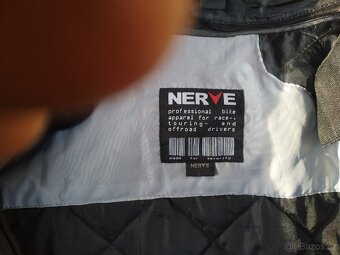 NERVE
professional bike
apparel for race-,
touring- and
offroad drivers
made for security
NERVE